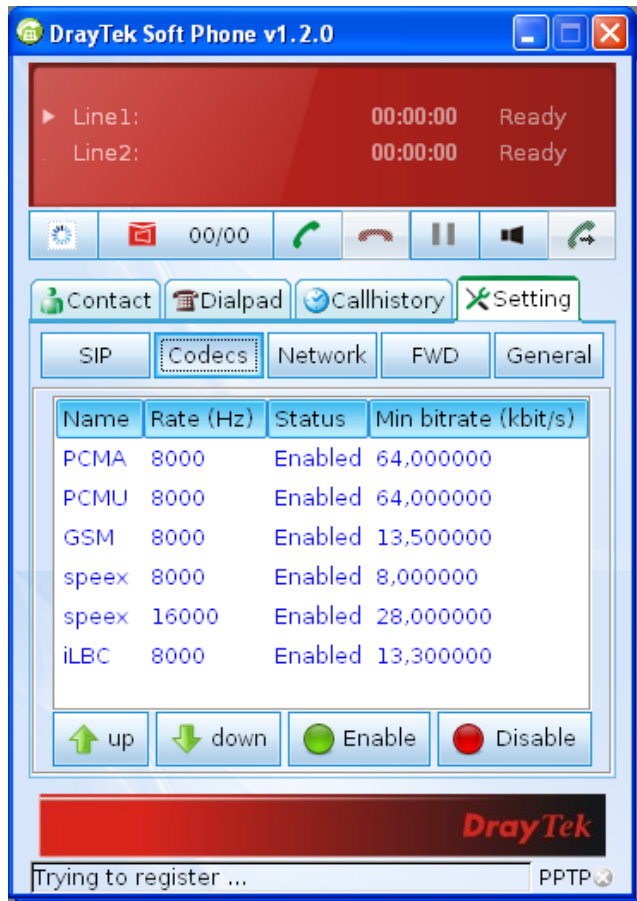 DrayTek Soft Phone v1.2.0
Line1: 00:00:00 Ready
Line2: 00:00:00 Ready
00/00
Contact Dialpad Callhistory Setting
SIP Codecs Network FWD General
Name Rate (Hz) Status Min bitrate (kbit/s)
PCMA 8000 Enabled 64,000000
PCMU 8000 Enabled 64,000000
GSM 8000 Enabled 13,500000
speex 8000 Enabled 8,000000
speex 16000 Enabled 28,000000
iLBC 8000 Enabled 13,300000
up down Enable Disable
DrayTek
Trying to register ... PPTP